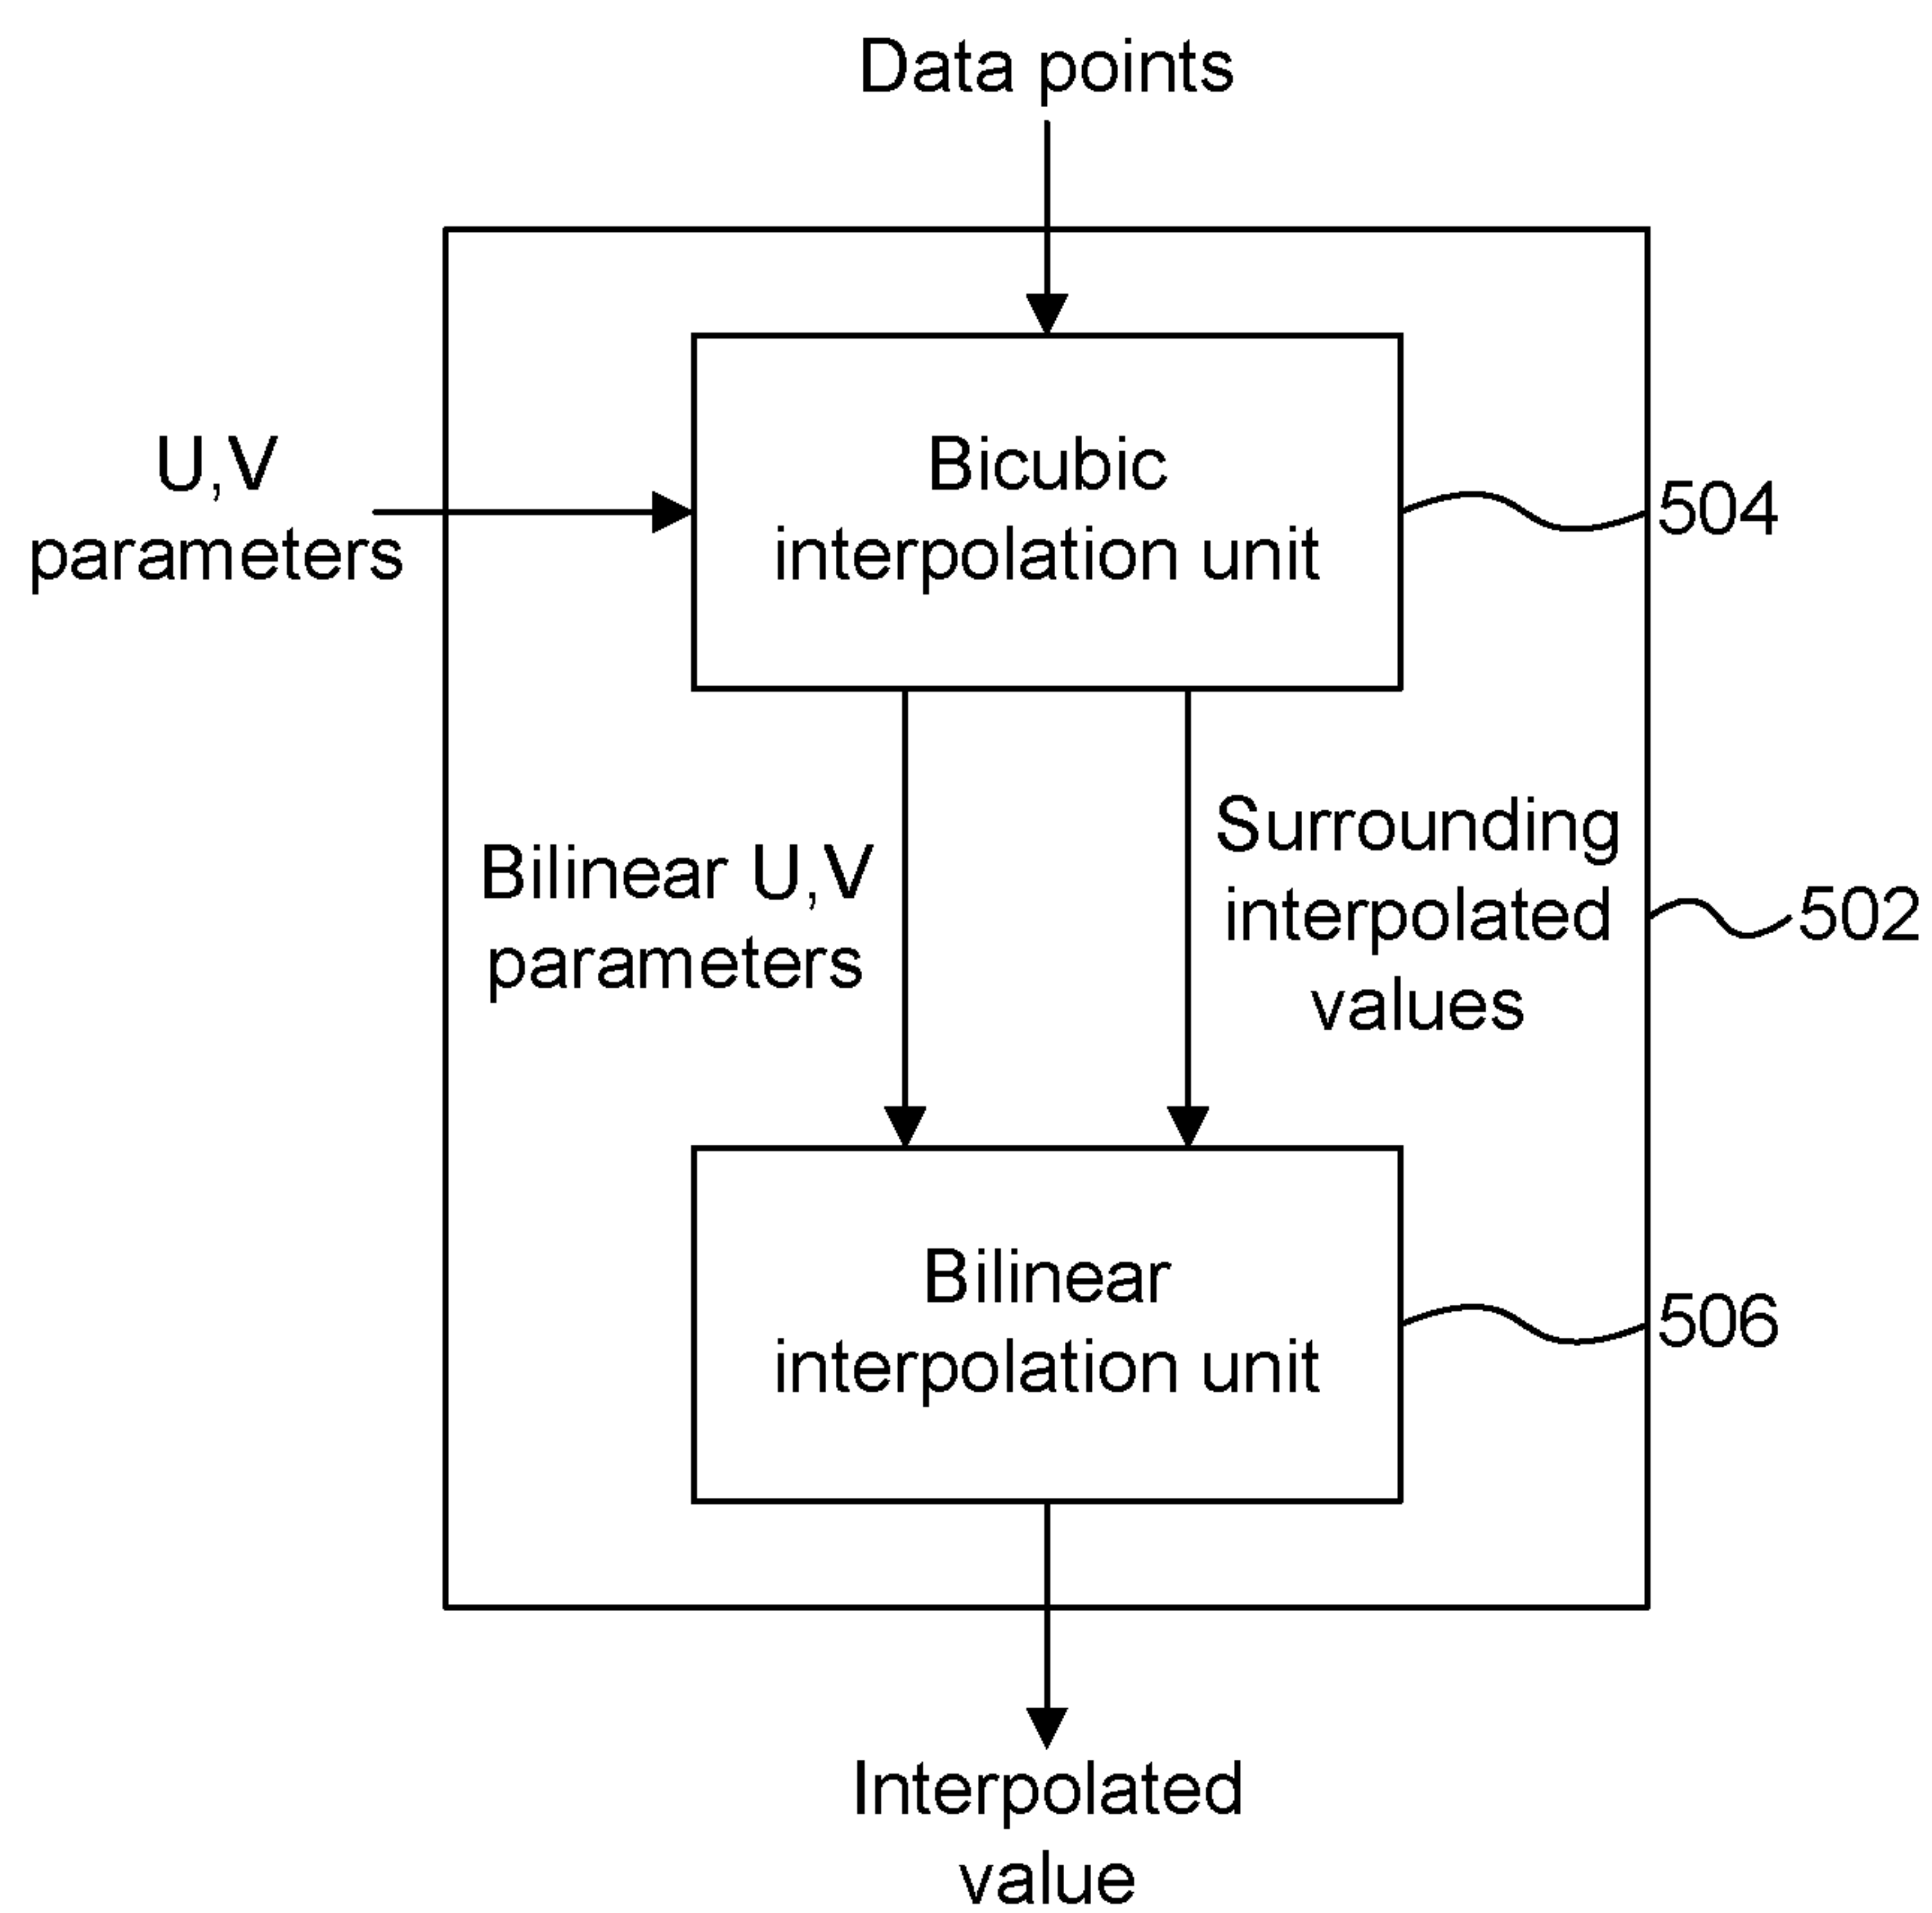 Data points
U,V
parameters
Bicubic
interpolation unit
504
Bilinear U,V
parameters
Surrounding
interpolated
values
502
Bilinear
interpolation unit
506
Interpolated
value